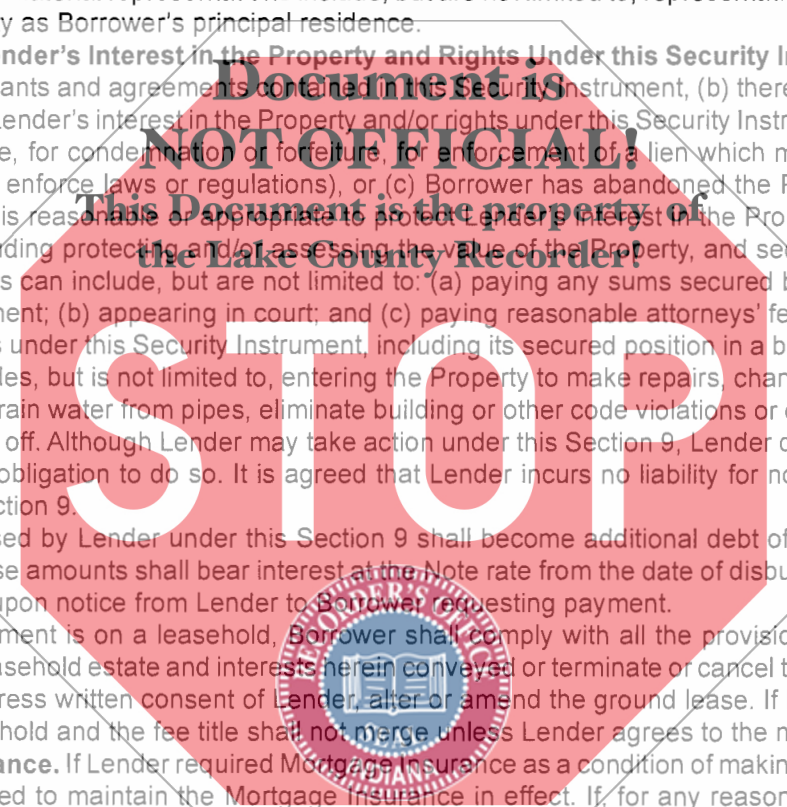 y as Borrower's principal residence.
nder's Interest in the Property and Rights Under this Security I
Document is
ants and agreements contained in this Security Instrument, (b) there
ender's interest in the Property and/or rights under this Security Instr
NOT OFFICIAL!
e, for condemnation or forfeiture, for enforcement of a lien which m
enforce laws or regulations), or (c) Borrower has abandoned the P
This Document is the property of
is reasonable or appropriate to protect Lender's interest in the Pro
ding protecting and/or assessing the value of the Property, and se
the Lake County Recorder!
s can include, but are not limited to: (a) paying any sums secured b
ent; (b) appearing in court; and (c) paying reasonable attorneys' fe
s under this Security Instrument, including its secured position in a b
STOP
les, but is not limited to, entering the Property to make repairs, chan
rain water from pipes, eliminate building or other code violations or
off. Although Lender may take action under this Section 9, Lender
obligation to do so. It is agreed that Lender incurs no liability for no
ction 9.
sed by Lender under this Section 9 shall become additional debt of
se amounts shall bear interest at the Note rate from the date of disbu
upon notice from Lender to Borrower requesting payment.
RECORDER'S OFFICE
ment is on a leasehold, Borrower shall comply with all the provisio
asehold estate and interests herein conveyed or terminate or cancel t
ress written consent of Lender, alter or amend the ground lease. If
hold and the fee title shall not merge unless Lender agrees to the m
ance. If Lender required Mortgage Insurance as a condition of makin
ed to maintain the Mortgage Insurance in effect. If, for any reason